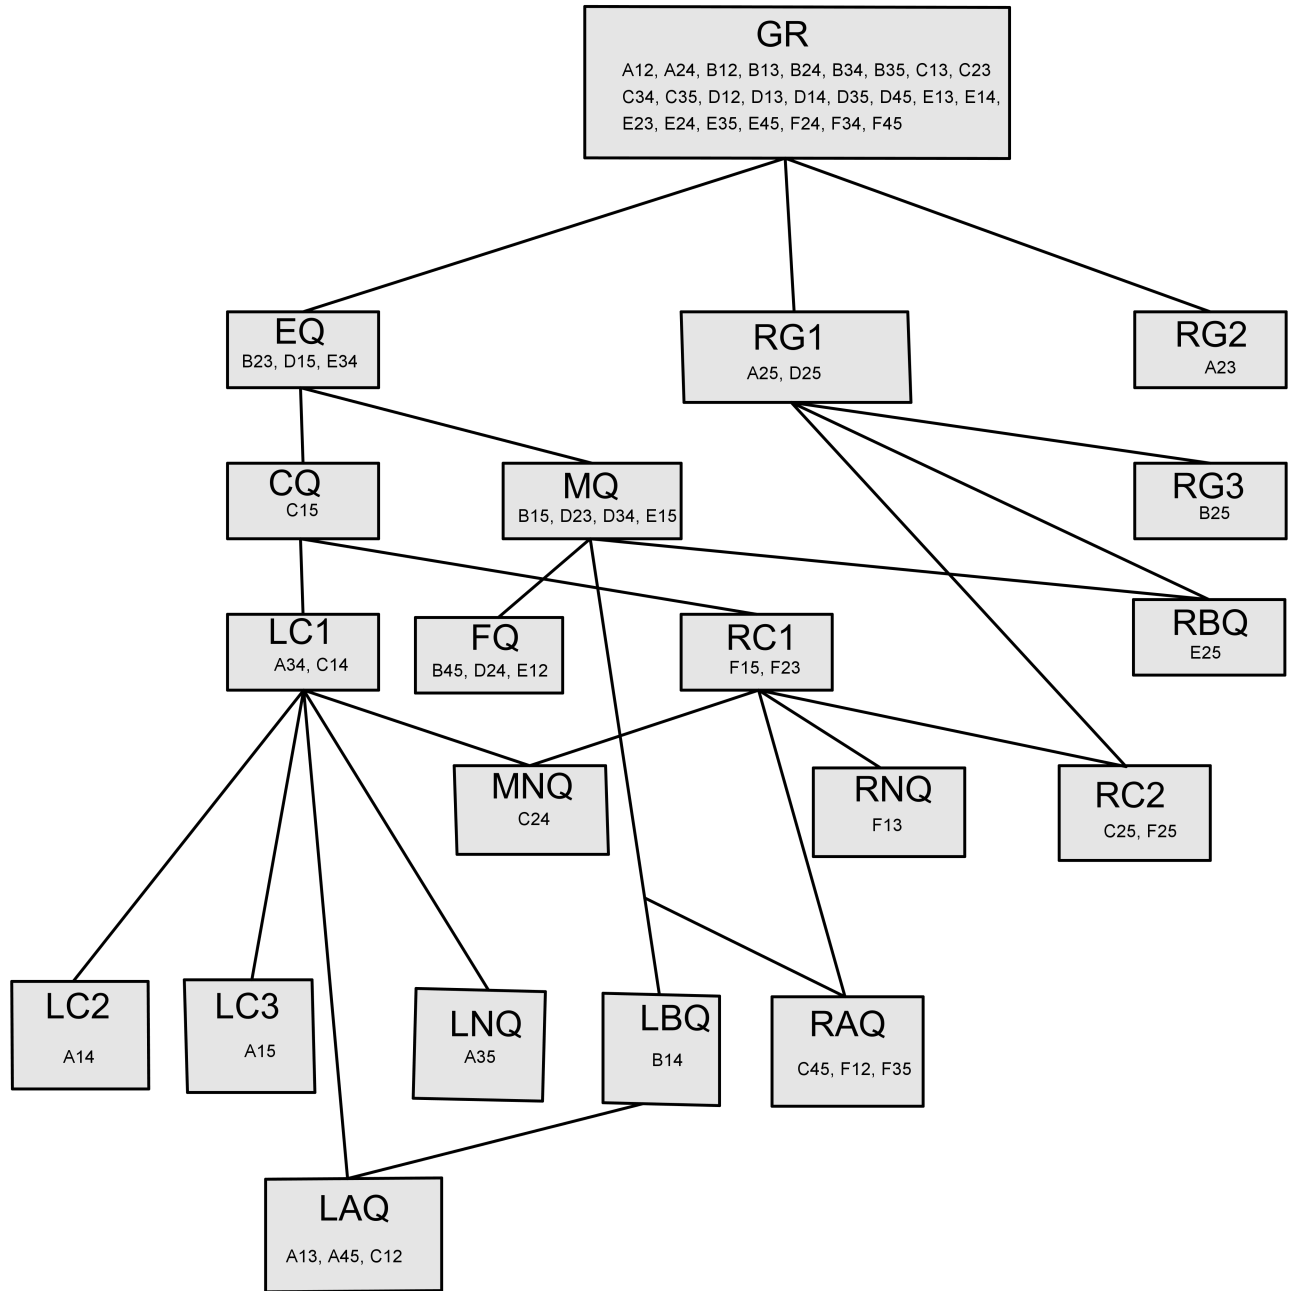 GR
A12, A24, B12, B13, B24, B34, B35, C13, C23
C34, C35, D12, D13, D14, D35, D45, E13, E14,
E23, E24, E35, E45, F24, F34, F45
EQ
B23, D15, E34
RG1
A25, D25
RG2
A23
CQ
C15
MQ
B15, D23, D34, E15
RG3
B25
LC1
A34, C14
FQ
B45, D24, E12
RC1
F15, F23
RBQ
E25
MNQ
C24
RNQ
F13
RC2
C25, F25
LC2
A14
LC3
A15
LNQ
A35
LBQ
B14
RAQ
C45, F12, F35
LAQ
A13, A45, C12